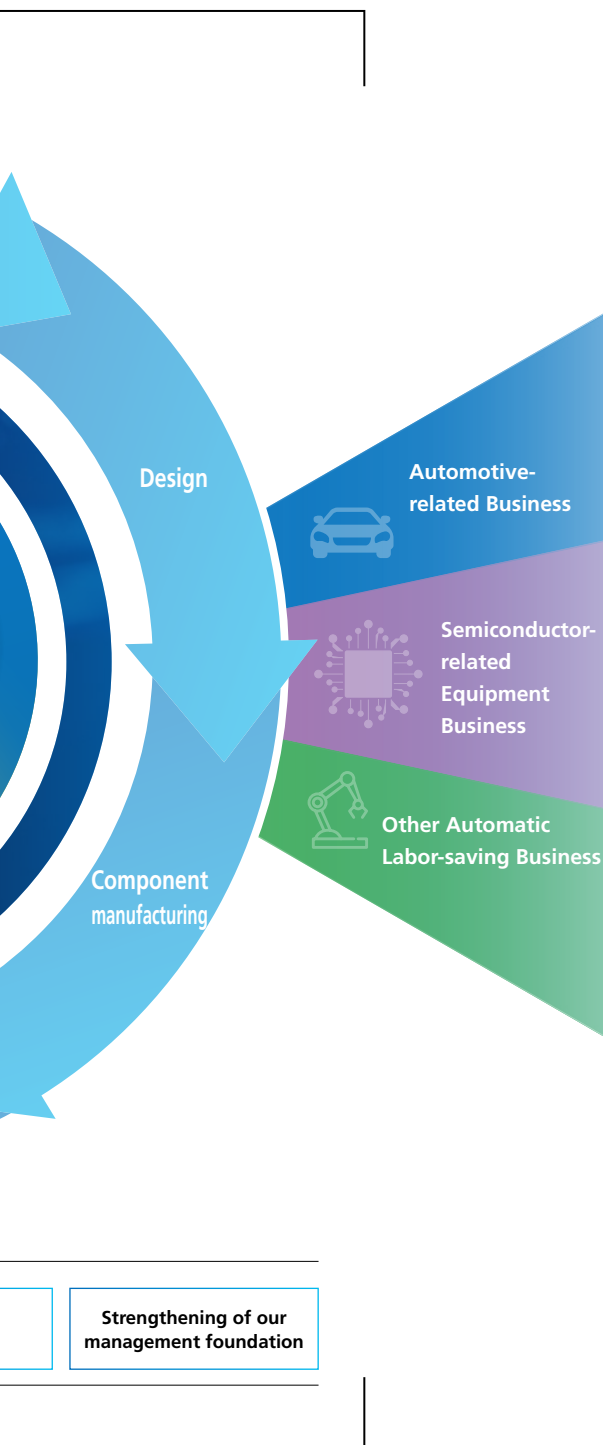 Design
Automotive-
related Business
Semiconductor-
related
Equipment
Business
Other Automatic
Labor-saving Business
Component
manufacturing
Strengthening of our
management foundation